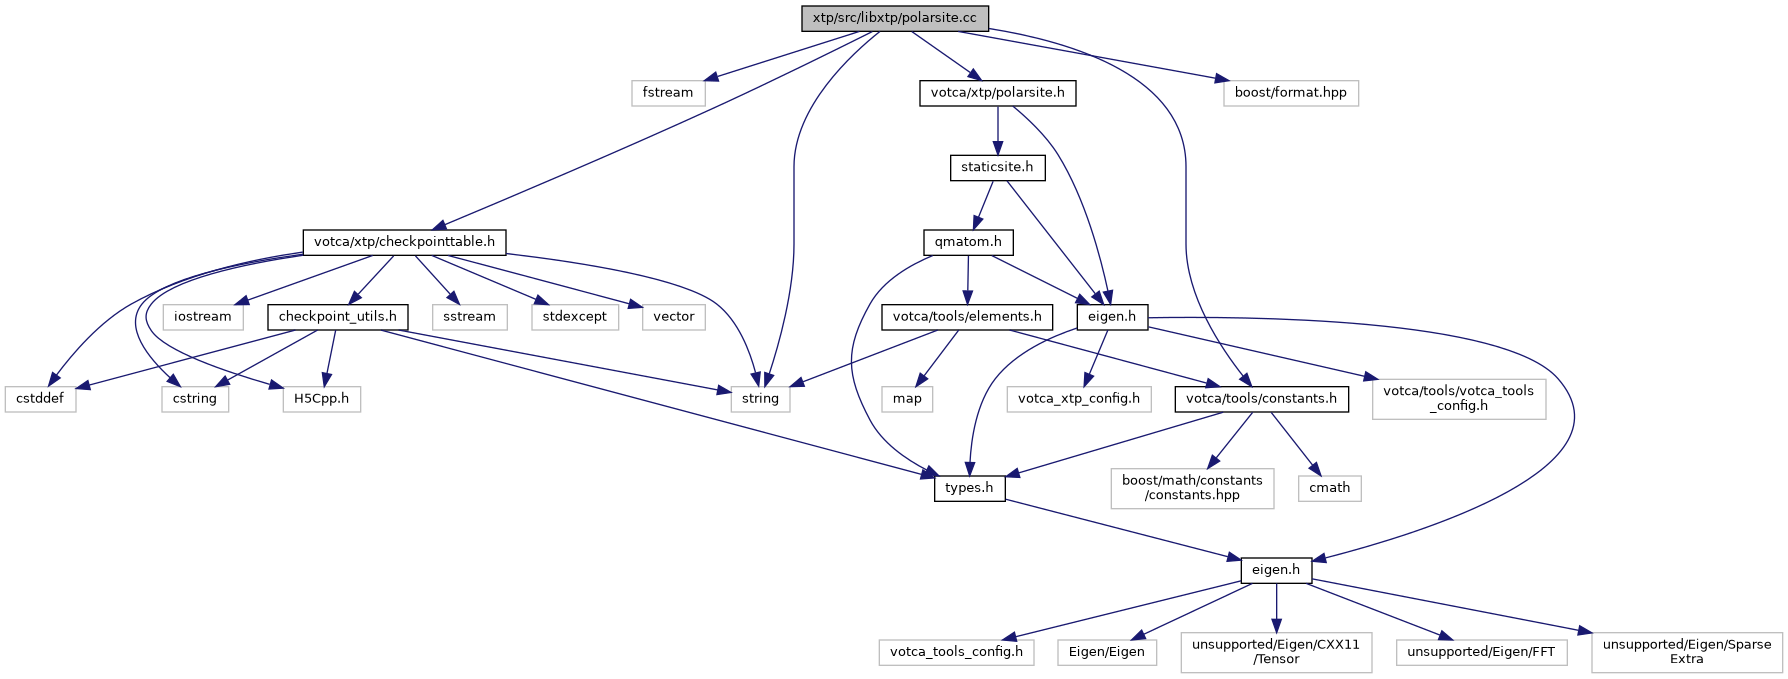 xtp/src/libxtp/polarsite.cc
fstream
votca/xtp/polarsite.h
boost/format.hpp
staticsite.h
votca/xtp/checkpointtable.h
qmatom.h
iostream
checkpoint_utils.h
sstream
stdexcept
vector
votca/tools/elements.h
eigen.h
cstddef
cstring
H5Cpp.h
string
map
votca_xtp_config.h
votca/tools/constants.h
votca/tools/votca_tools
_config.h
types.h
boost/math/constants
/constants.hpp
cmath
eigen.h
votca_tools_config.h
Eigen/Eigen
unsupported/Eigen/CXX11
/Tensor
unsupported/Eigen/FFT
unsupported/Eigen/Sparse
Extra